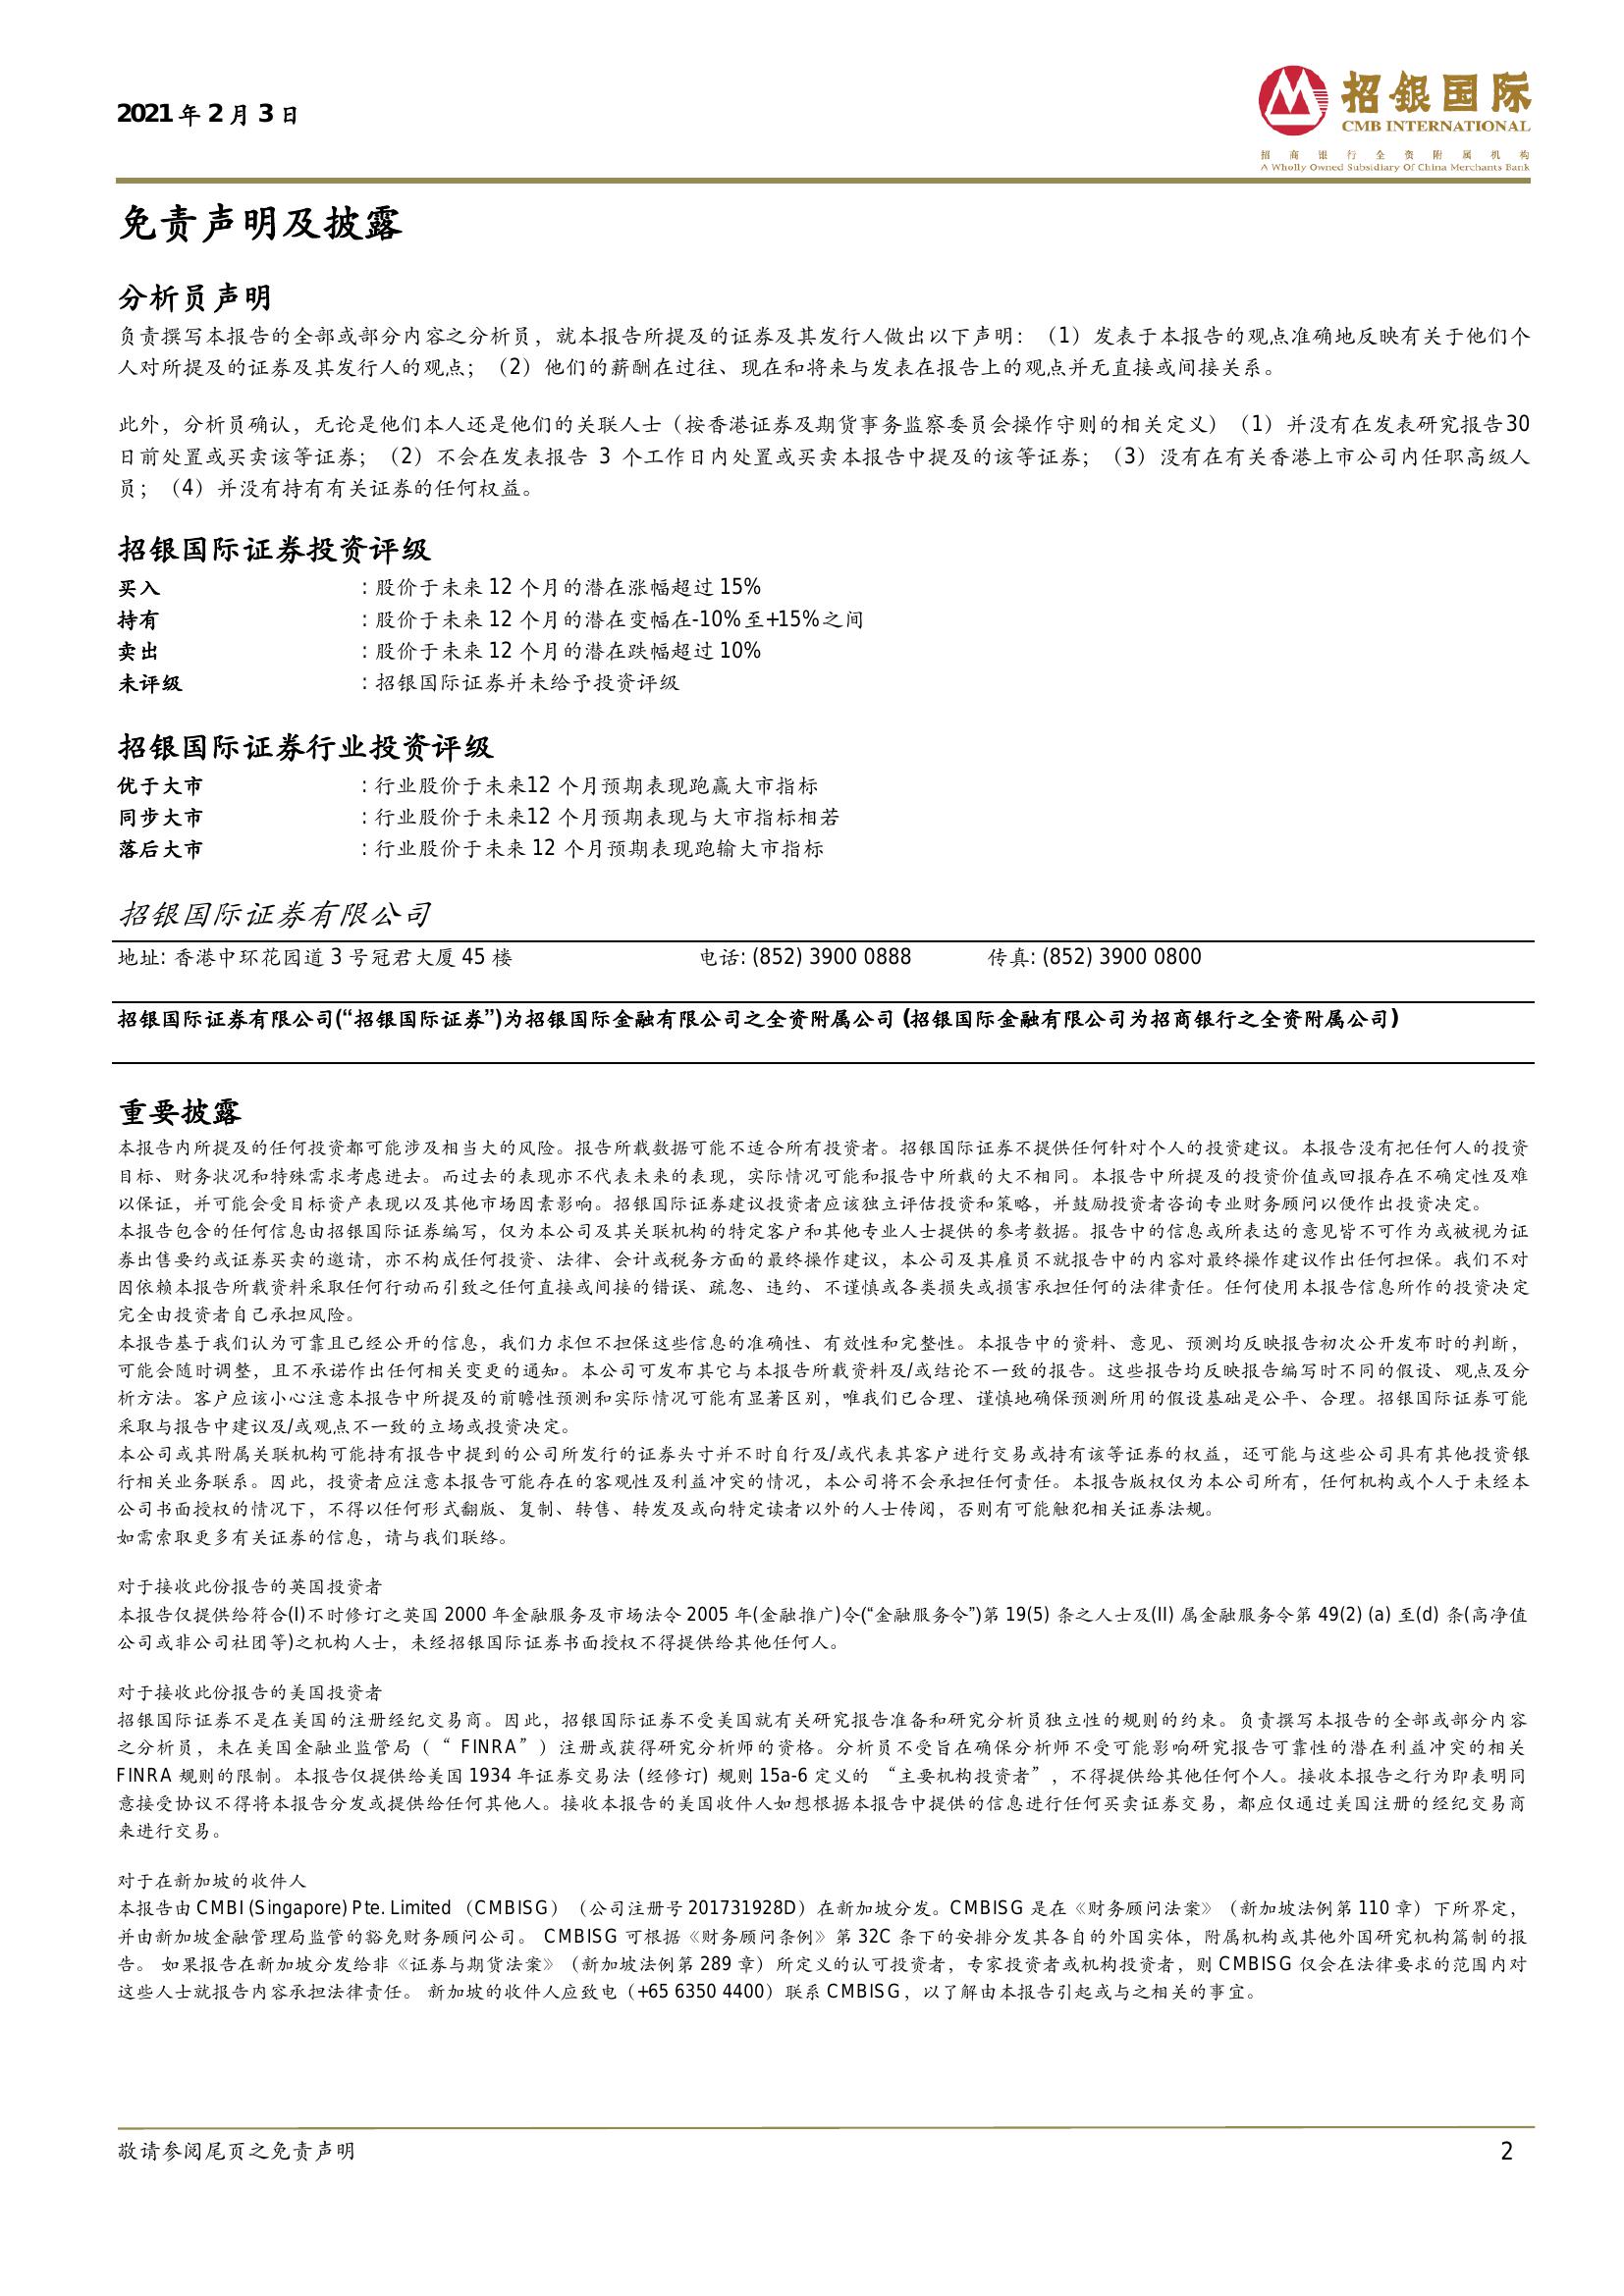 2021 年 2 月 3 日
招银国际
CMB INTERNATIONAL
招商银行全资附属机构
A Wholly Owned Subsidiary Of China Merchants Bank
免责声明及披露
分析员声明
负责撰写本报告的全部或部分内容之分析员，就本报告所提及的证券及其发行人做出以下声明：（1）发表于本报告的观点准确地反映有关于他们个
人对所提及的证券及其发行人的观点；（2）他们的薪酬在过往、现在和将来与发表在报告上的观点并无直接或间接关系。
此外，分析员确认，无论是他们本人还是他们的关联人士（按香港证券及期货事务监察委员会操作守则的相关定义）（1）并没有在发表研究报告30
日前处置或买卖该等证券；（2）不会在发表报告 3 个工作日内处置或买卖本报告中提及的该等证券；（3）没有在有关香港上市公司内任职高级人
员；（4）并没有持有有关证券的任何权益。
招银国际证券投资评级
买入 : 股价于未来 12 个月的潜在涨幅超过 15%
持有 : 股价于未来 12 个月的潜在变幅在-10%至+15%之间
卖出 : 股价于未来 12 个月的潜在跌幅超过 10%
未评级 : 招银国际证券并未给予投资评级
招银国际证券行业投资评级
优于大市 : 行业股价于未来12 个月预期表现跑赢大市指标
同步大市 : 行业股价于未来12 个月预期表现与大市指标相若
落后大市 : 行业股价于未来 12 个月预期表现跑输大市指标
招银国际证券有限公司
地址: 香港中环花园道 3 号冠君大厦 45 楼 电话: (852) 3900 0888 传真: (852) 3900 0800
招银国际证券有限公司(“招银国际证券”)为招银国际金融有限公司之全资附属公司 (招银国际金融有限公司为招商银行之全资附属公司)
重要披露
本报告内所提及的任何投资都可能涉及相当大的风险。报告所载数据可能不适合所有投资者。招银国际证券不提供任何针对个人的投资建议。本报告没有把任何人的投资
目标、财务状况和特殊需求考虑进去。而过去的表现亦不代表未来的表现，实际情况可能和报告中所载的大不相同。本报告中所提及的投资价值或回报存在不确定性及难
以保证，并可能会受目标资产表现以及其他市场因素影响。招银国际证券建议投资者应该独立评估投资和策略，并鼓励投资者咨询专业财务顾问以便作出投资决定。
本报告包含的任何信息由招银国际证券编写，仅为本公司及其关联机构的特定客户和其他专业人士提供的参考数据。报告中的信息或所表达的意见皆不可作为或被视为证
券出售要约或证券买卖的邀请，亦不构成任何投资、法律、会计或税务方面的最终操作建议，本公司及其雇员不就报告中的内容对最终操作建议作出任何担保。我们不对
因依赖本报告所载资料采取任何行动而引致之任何直接或间接的错误、疏忽、违约、不谨慎或各类损失或损害承担任何的法律责任。任何使用本报告信息所作的投资决定
完全由投资者自己承担风险。
本报告基于我们认为可靠且已经公开的信息，我们力求但不担保这些信息的准确性、有效性和完整性。本报告中的资料、意见、预测均反映报告初次公开发布时的判断，
可能会随时调整，且不承诺作出任何相关变更的通知。本公司可发布其它与本报告所载资料及/或结论不一致的报告。这些报告均反映报告编写时不同的假设、观点及分
析方法。客户应该小心注意本报告中所提及的前瞻性预测和实际情况可能有显著区别，唯我们已合理、谨慎地确保预测所用的假设基础是公平、合理。招银国际证券可能
采取与报告中建议及/或观点不一致的立场或投资决定。
本公司或其附属关联机构可能持有报告中提到的公司所发行的证券头寸并不时自行及/或代表其客户进行交易或持有该等证券的权益，还可能与这些公司具有其他投资银
行相关业务联系。因此，投资者应注意本报告可能存在的客观性及利益冲突的情况，本公司将不会承担任何责任。本报告版权仅为本公司所有，任何机构或个人于未经本
公司书面授权的情况下，不得以任何形式翻版、复制、转售、转发及或向特定读者以外的人士传阅，否则有可能触犯相关证券法规。
如需索取更多有关证券的信息，请与我们联络。
对于接收此份报告的英国投资者
本报告仅提供给符合(I)不时修订之英国 2000 年金融服务及市场法令 2005 年(金融推广)令(“金融服务令”)第 19(5) 条之人士及(II) 属金融服务令第 49(2) (a) 至(d) 条(高净值
公司或非公司社团等)之机构人士，未经招银国际证券书面授权不得提供给其他任何人。
对于接收此份报告的美国投资者
招银国际证券不是在美国的注册经纪交易商。因此，招银国际证券不受美国就有关研究报告准备和研究分析员独立性的规则的约束。负责撰写本报告的全部或部分内容
之分析员，未在美国金融业监管局（“ FINRA”）注册或获得研究分析师的资格。分析员不受旨在确保分析师不受可能影响研究报告可靠性的潜在利益冲突的相关
FINRA 规则的限制。本报告仅提供给美国 1934 年证券交易法 (经修订) 规则 15a-6 定义的 “主要机构投资者”，不得提供给其他任何个人。接收本报告之行为即表明同
意接受协议不得将本报告分发或提供给任何其他人。接收本报告的美国收件人如想根据本报告中提供的信息进行任何买卖证券交易，都应仅通过美国注册的经纪交易商
来进行交易。
对于在新加坡的收件人
本报告由 CMBI (Singapore) Pte. Limited（CMBISG）（公司注册号 201731928D）在新加坡分发。CMBISG 是在《财务顾问法案》（新加坡法例第 110 章）下所界定，
并由新加坡金融管理局监管的豁免财务顾问公司。 CMBISG 可根据《财务顾问条例》第 32C 条下的安排分发其各自的外国实体，附属机构或其他外国研究机构篇制的报
告。 如果报告在新加坡分发给非《证券与期货法案》（新加坡法例第 289 章）所定义的认可投资者，专家投资者或机构投资者，则 CMBISG 仅会在法律要求的范围内对
这些人士就报告内容承担法律责任。 新加坡的收件人应致电（+65 6350 4400）联系 CMBISG，以了解由本报告引起或与之相关的事宜。
敬请参阅尾页之免责声明 2